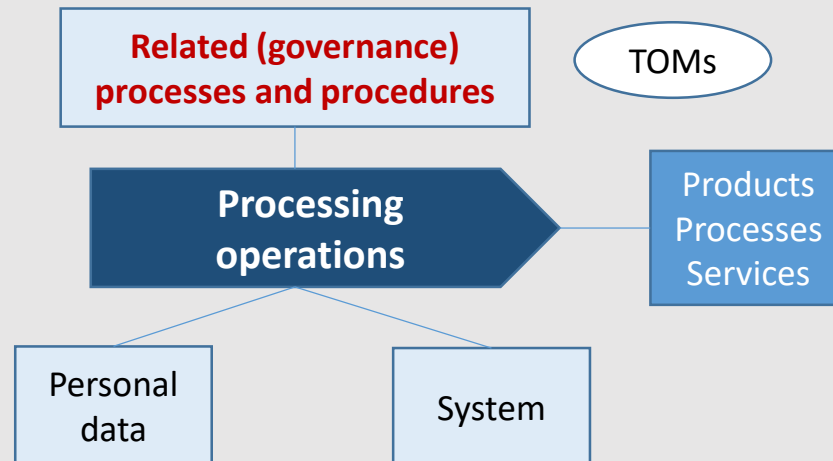 Related (governance)
processes and procedures
TOMs
Processing
operations
Products
Processes
Services
Personal
data
System